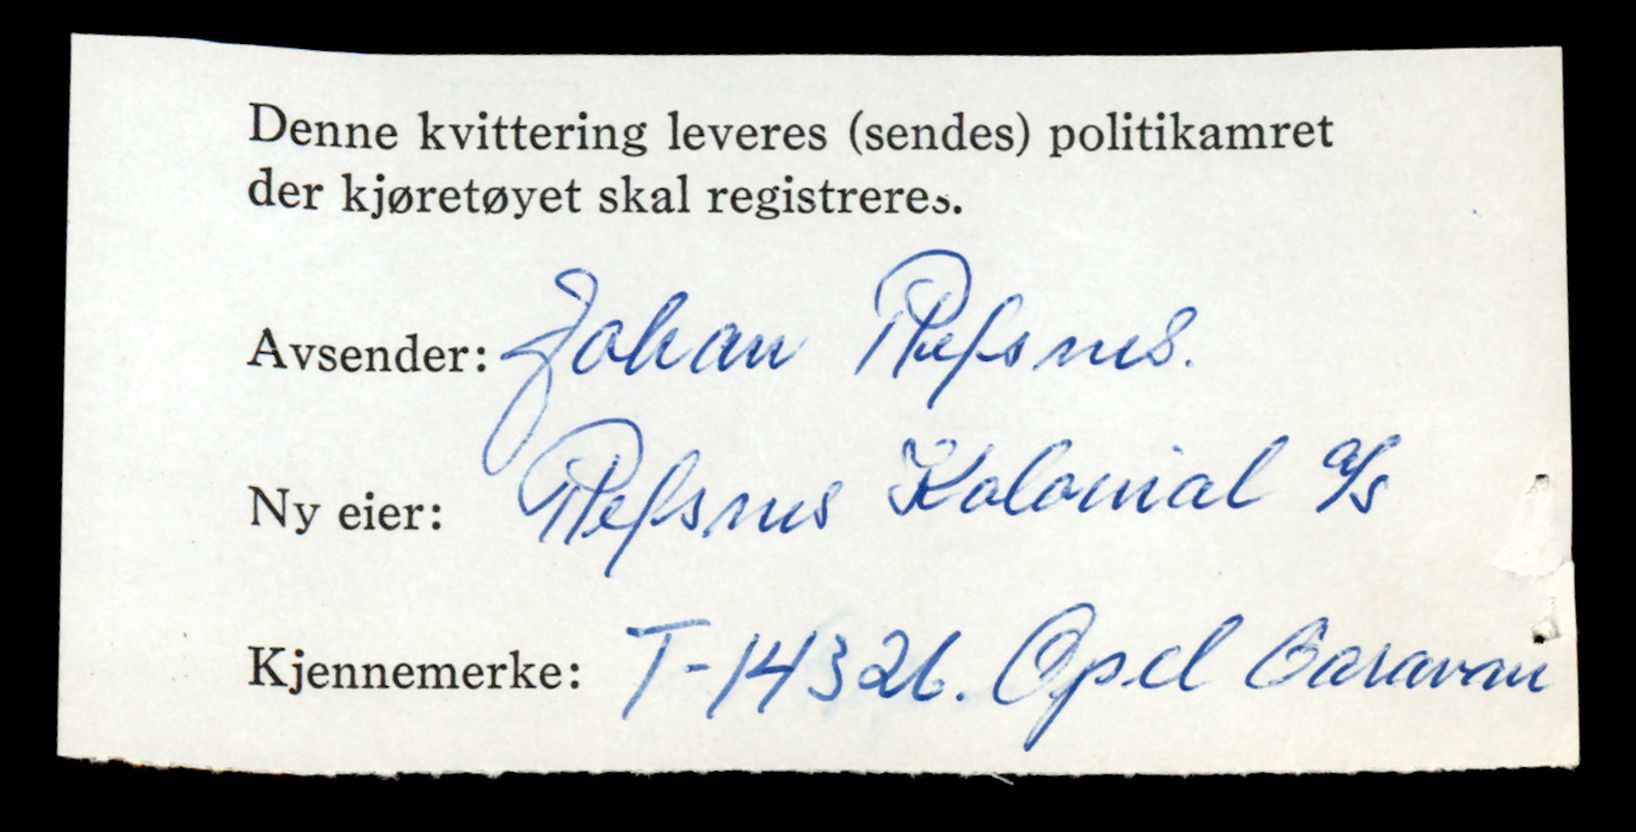 Denne kvittering leveres (sendes) politikamret
der kjøretøyet skal registreres.
Avsender: Johan Refsnes.
Ny eier: Refsnes Kolonial a/s
Kjennemerke: T-14326. Opel Caravan